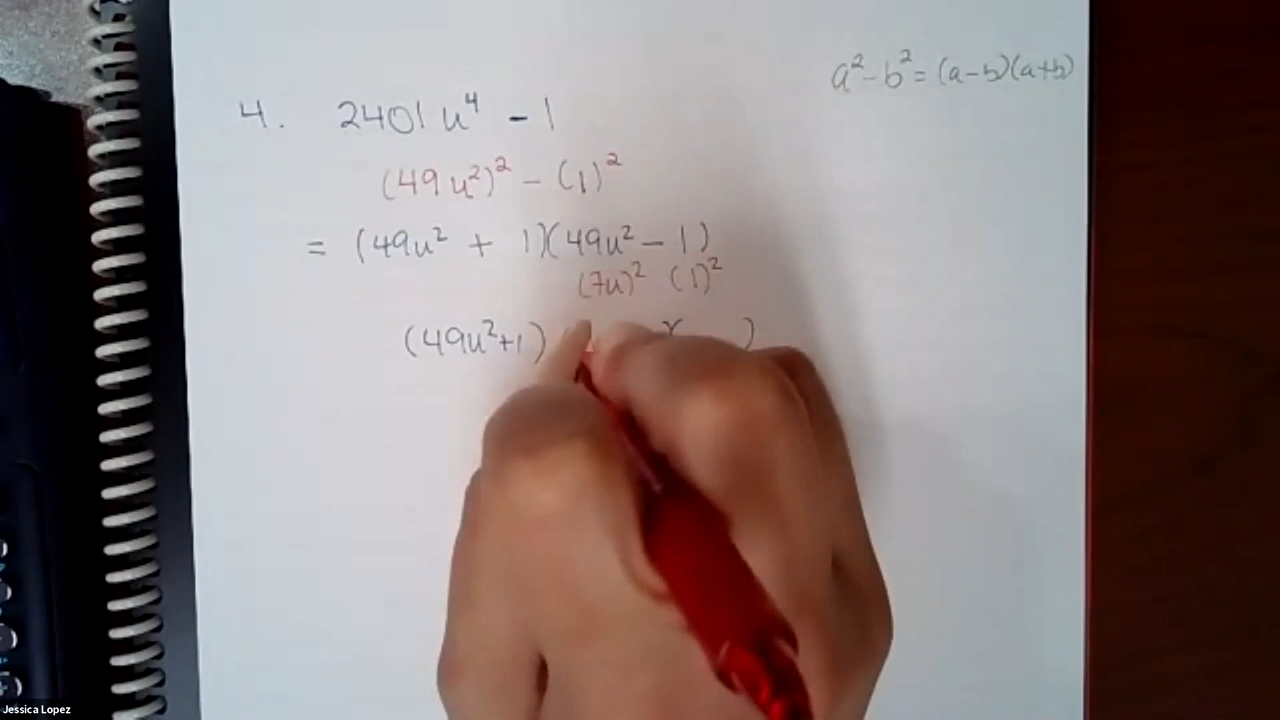 a²-b²=(a-b)(a+b)
4. 2401u⁴ - 1
(49u²)² - (1)²
= (49u² + 1)(49u² - 1)
(7u)² (1)²
(49u²+1) )( )
Jessica Lopez